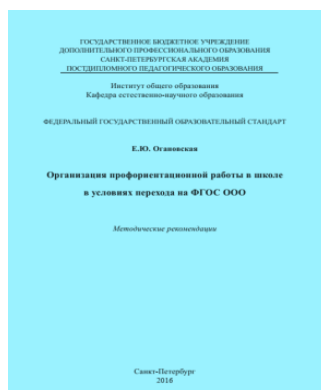 ГОСУДАРСТВЕННОЕ БЮДЖЕТНОЕ УЧРЕЖДЕНИЕ
ДОПОЛНИТЕЛЬНОГО ПРОФЕССИОНАЛЬНОГО ОБРАЗОВАНИЯ
САНКТ-ПЕТЕРБУРГСКАЯ АКАДЕМИЯ
ПОСТДИПЛОМНОГО ПЕДАГОГИЧЕСКОГО ОБРАЗОВАНИЯ
Институт общего образования
Кафедра естественно-научного образования
ФЕДЕРАЛЬНЫЙ ГОСУДАРСТВЕННЫЙ ОБРАЗОВАТЕЛЬНЫЙ СТАНДАРТ
Е.Ю. Огановская
Организация профориентационной работы в школе
в условиях перехода на ФГОС ООО
Методические рекомендации
Санкт-Петербург
2016